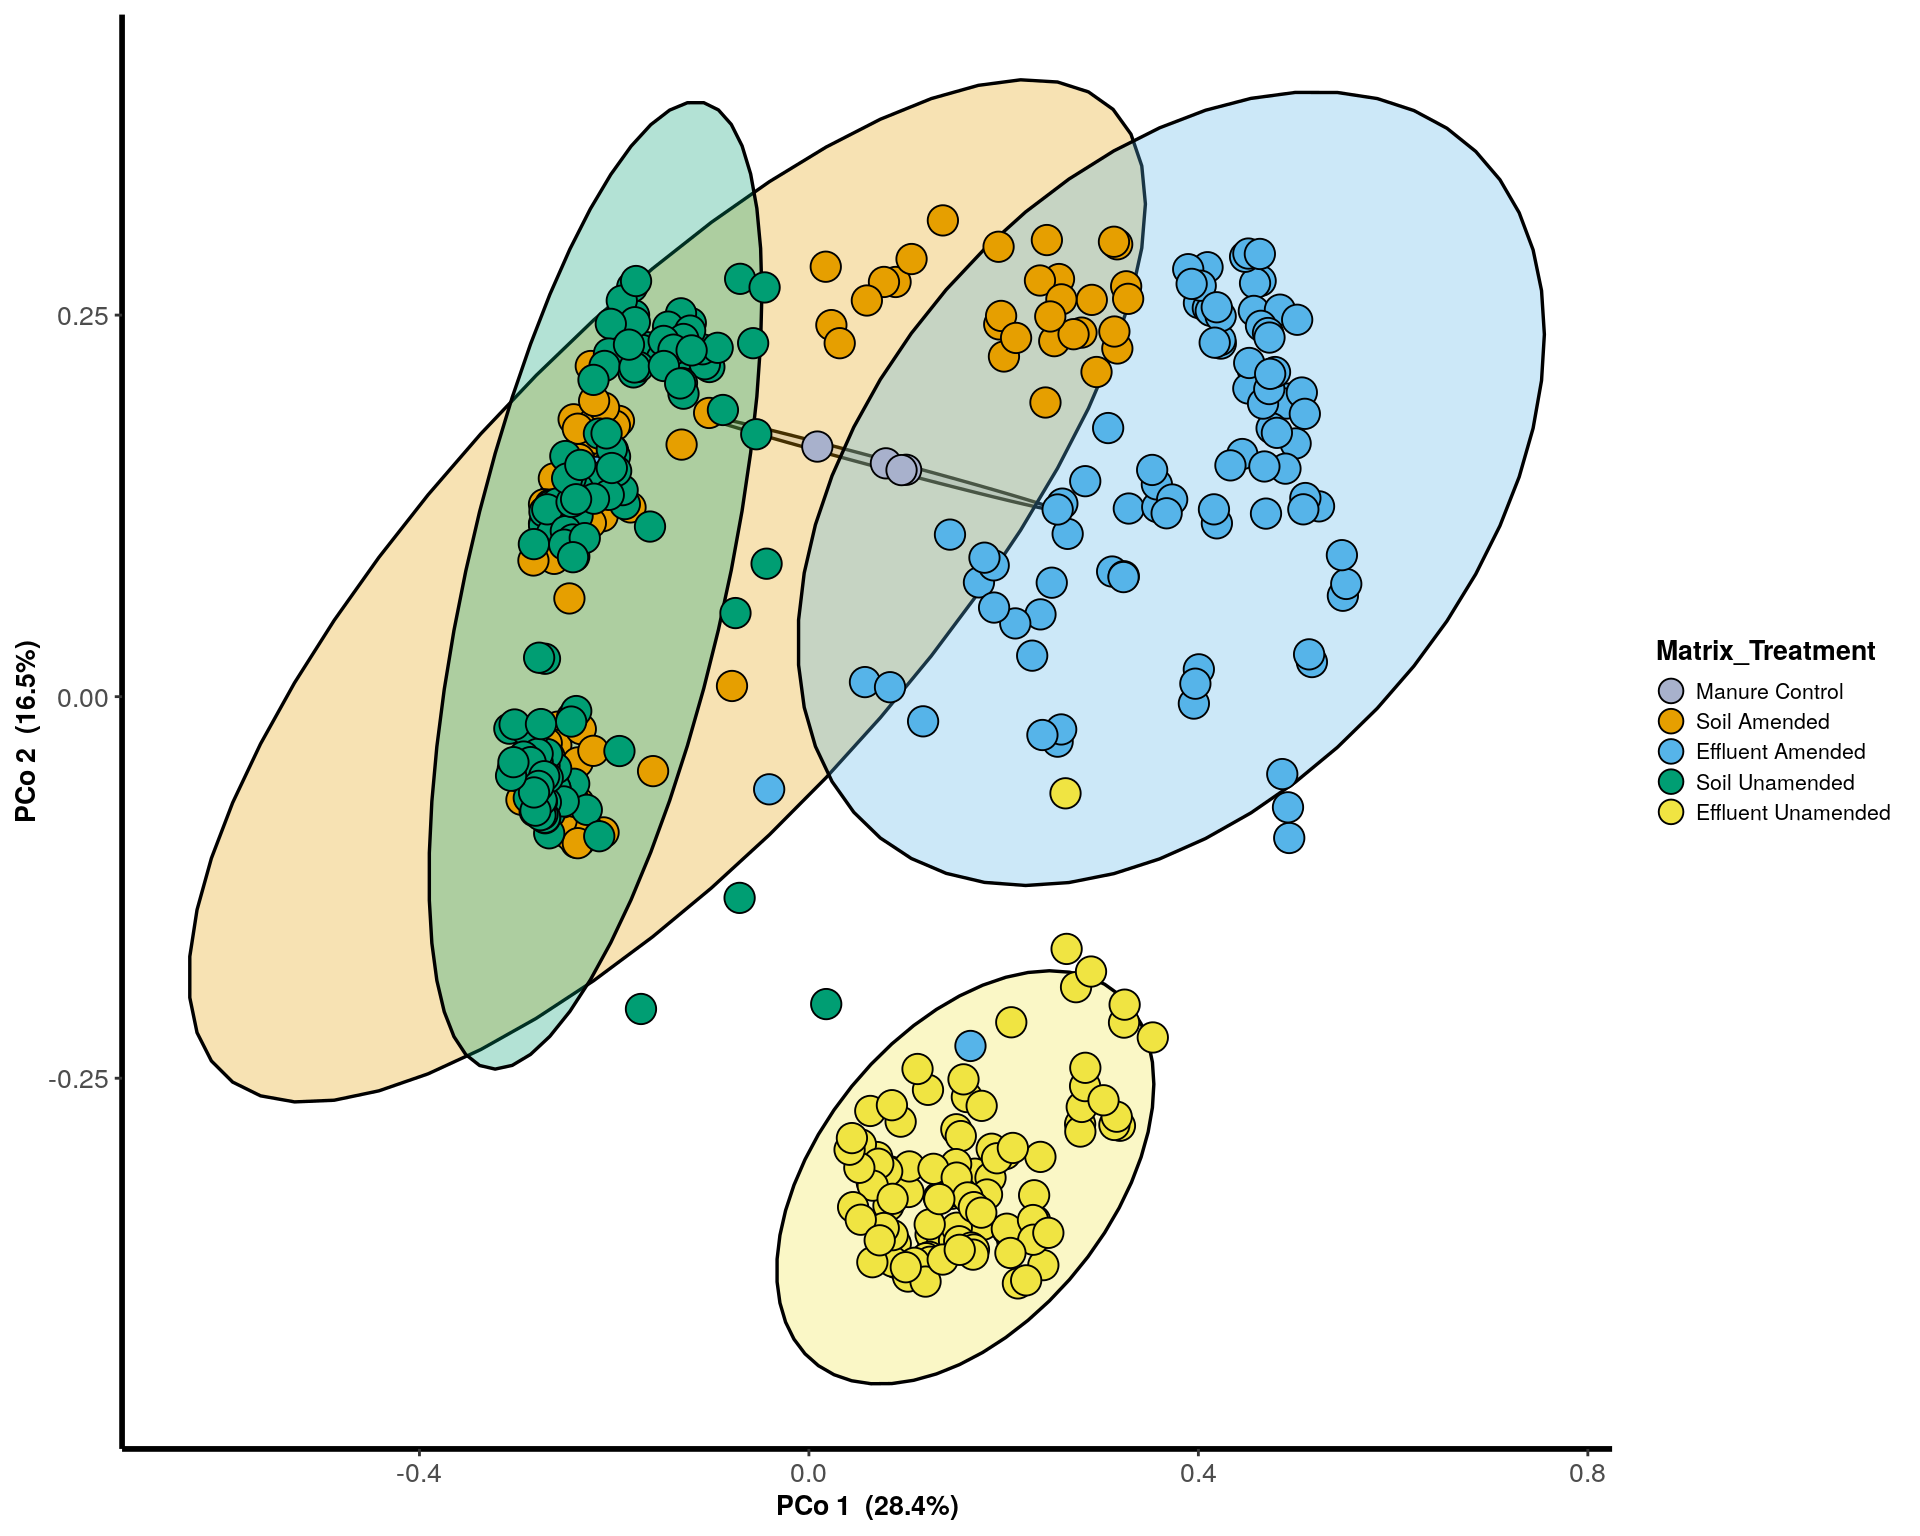 0.25
0.00
-0.25
PCo 2  (16.5%)
-0.4
0.0
0.4
0.8
PCo 1  (28.4%)
Matrix_Treatment
Manure Control
Soil Amended
Effluent Amended
Soil Unamended
Effluent Unamended